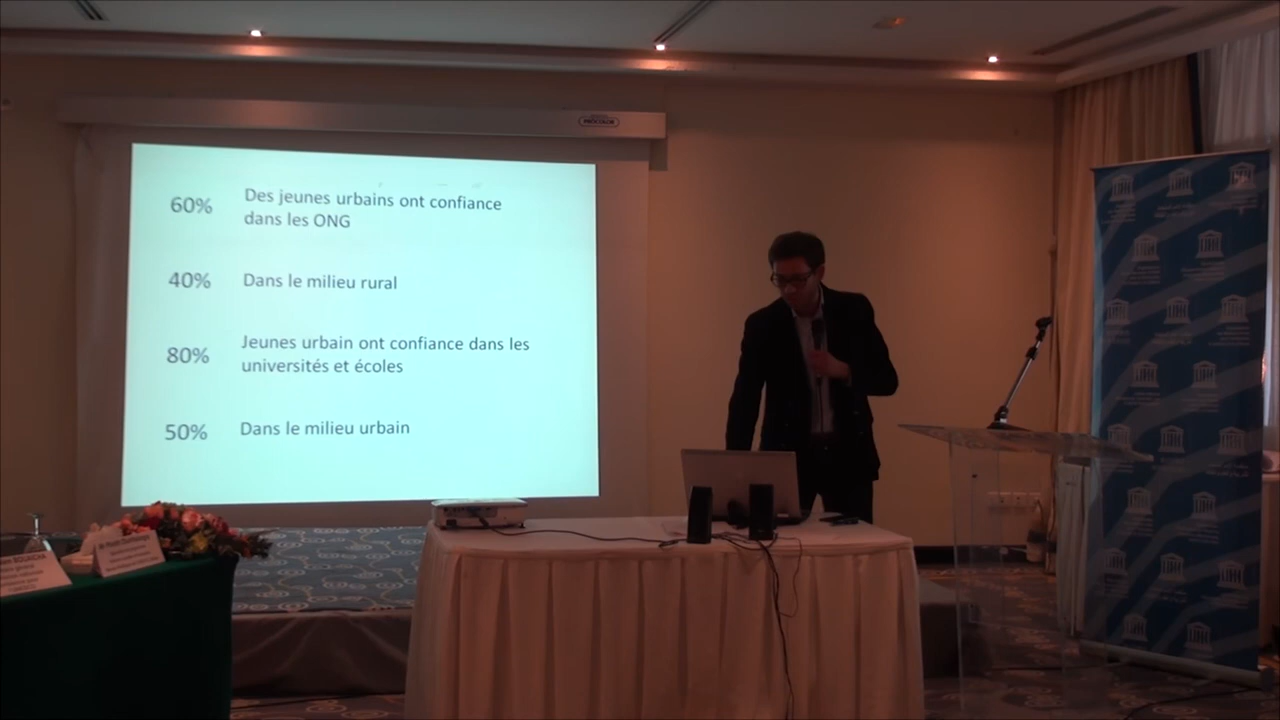 PROCOLOR
60% Des jeunes urbains ont confiance
dans les ONG
40% Dans le milieu rural
80% Jeunes urbain ont confiance dans les
universités et écoles
50% Dans le milieu urbain